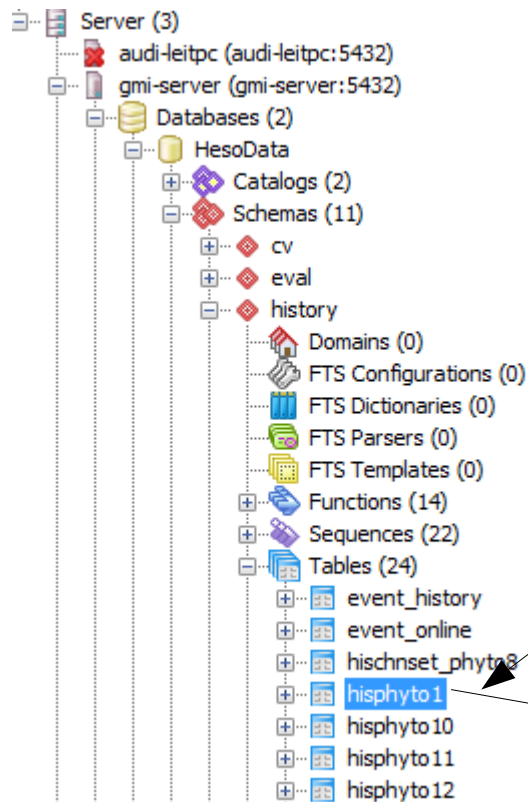 Server (3)
audi-leitpc (audi-leitpc:5432)
gmi-server (gmi-server:5432)
Databases (2)
HesoData
Catalogs (2)
Schemas (11)
cv
eval
history
Domains (0)
FTS Configurations (0)
FTS Dictionaries (0)
FTS Parsers (0)
FTS Templates (0)
Functions (14)
Sequences (22)
Tables (24)
event_history
event_online
hischnset_phyto8
hisphyto1
hisphyto10
hisphyto11
hisphyto12